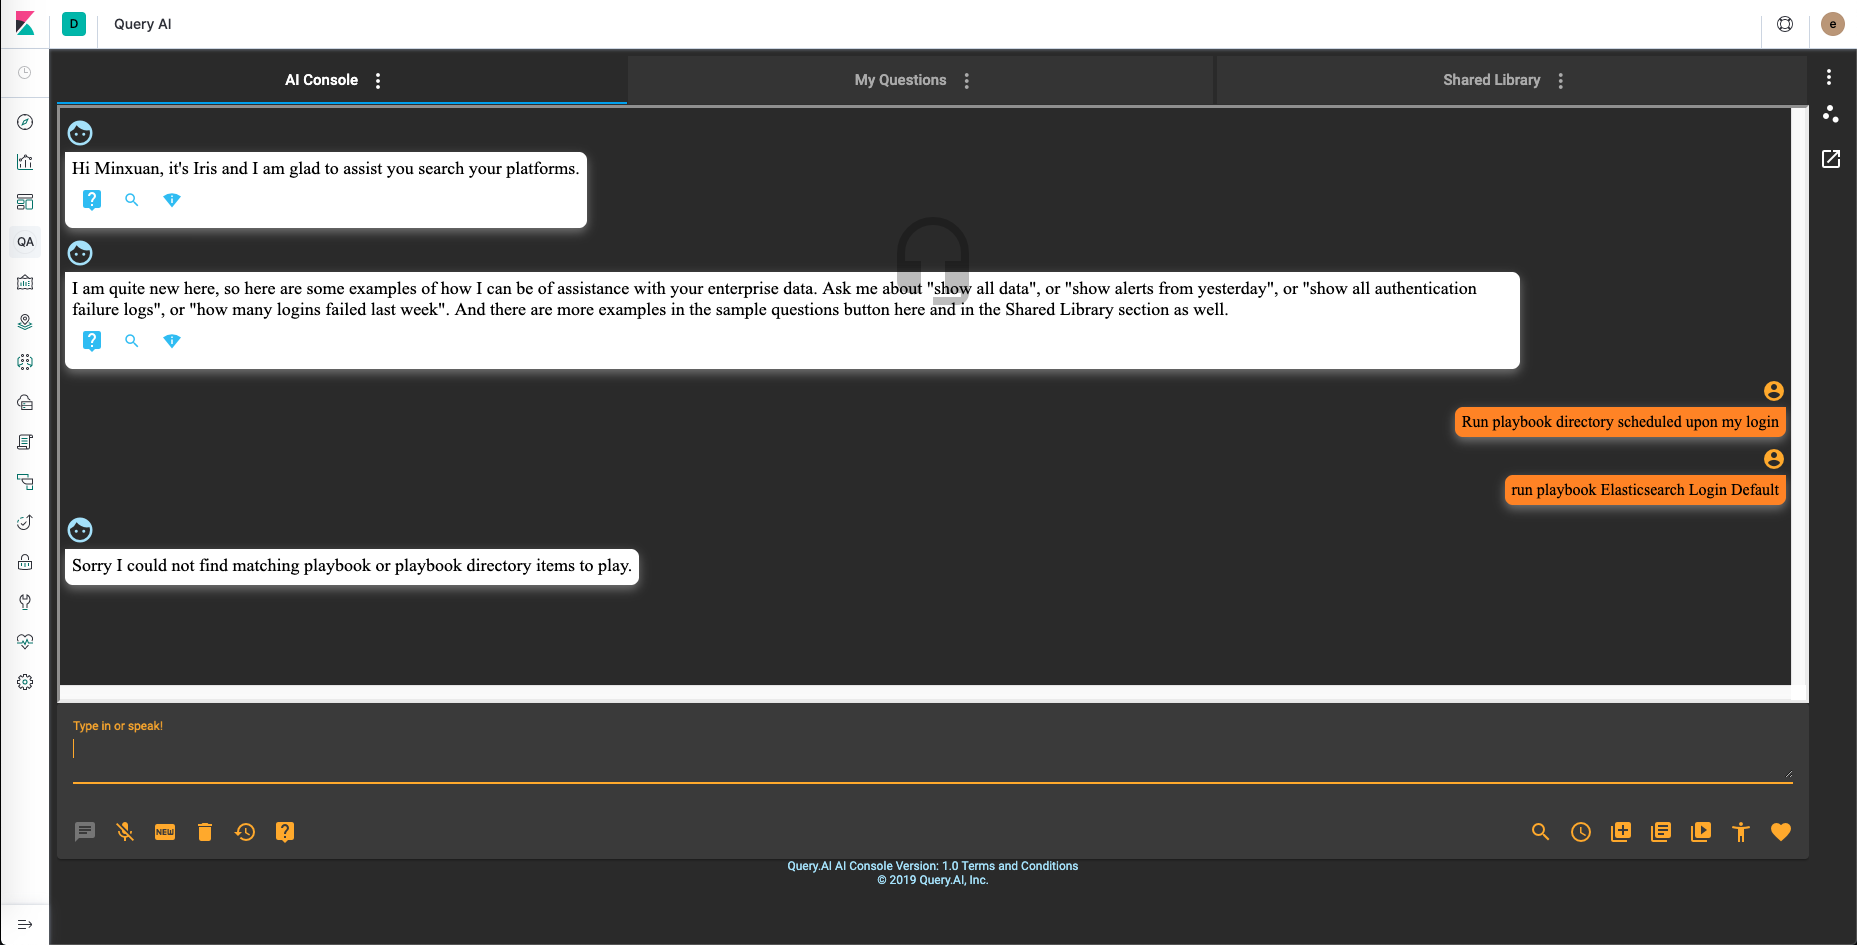 D Query AI e
AI Console My Questions Shared Library
Hi Minxuan, it's Iris and I am glad to assist you search your platforms.
QA
I am quite new here, so here are some examples of how I can be of assistance with your enterprise data. Ask me about "show all data", or "show alerts from yesterday", or "show all authentication
failure logs", or "how many logins failed last week". And there are more examples in the sample questions button here and in the Shared Library section as well.
Run playbook directory scheduled upon my login
run playbook Elasticsearch Login Default
Sorry I could not find matching playbook or playbook directory items to play.
Type in or speak!
NEW
Query.AI AI Console Version: 1.0 Terms and Conditions
© 2019 Query.AI, Inc.